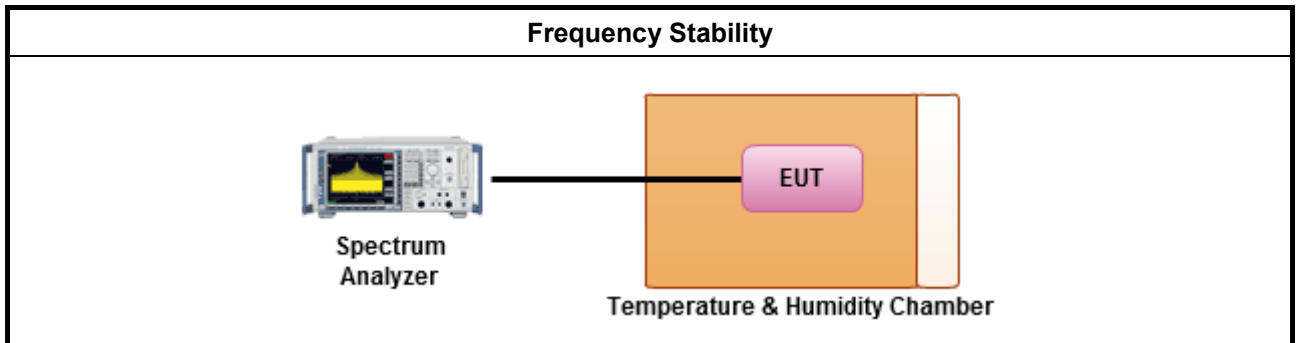 Frequency Stability
EUT
Spectrum
Analyzer
Temperature & Humidity Chamber